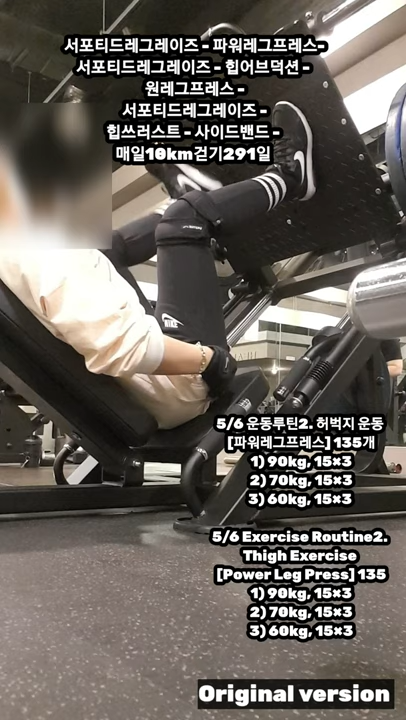 서포티드레그레이즈 - 파워레그프레스-
서포티드레그레이즈 - 힙어브덕션 -
원레그프레스 -
서포티드레그레이즈 -
힙쓰러스트 - 사이드밴드 -
매일10km걷기291일
NIKE
5/6 운동루틴2. 허벅지 운동
[파워레그프레스] 135개
1) 90kg, 15×3
2) 70kg, 15×3
3) 60kg, 15×3
5/6 Exercise Routine2.
Thigh Exercise
[Power Leg Press] 135
1) 90kg, 15×3
2) 70kg, 15×3
3) 60kg, 15×3
Original version